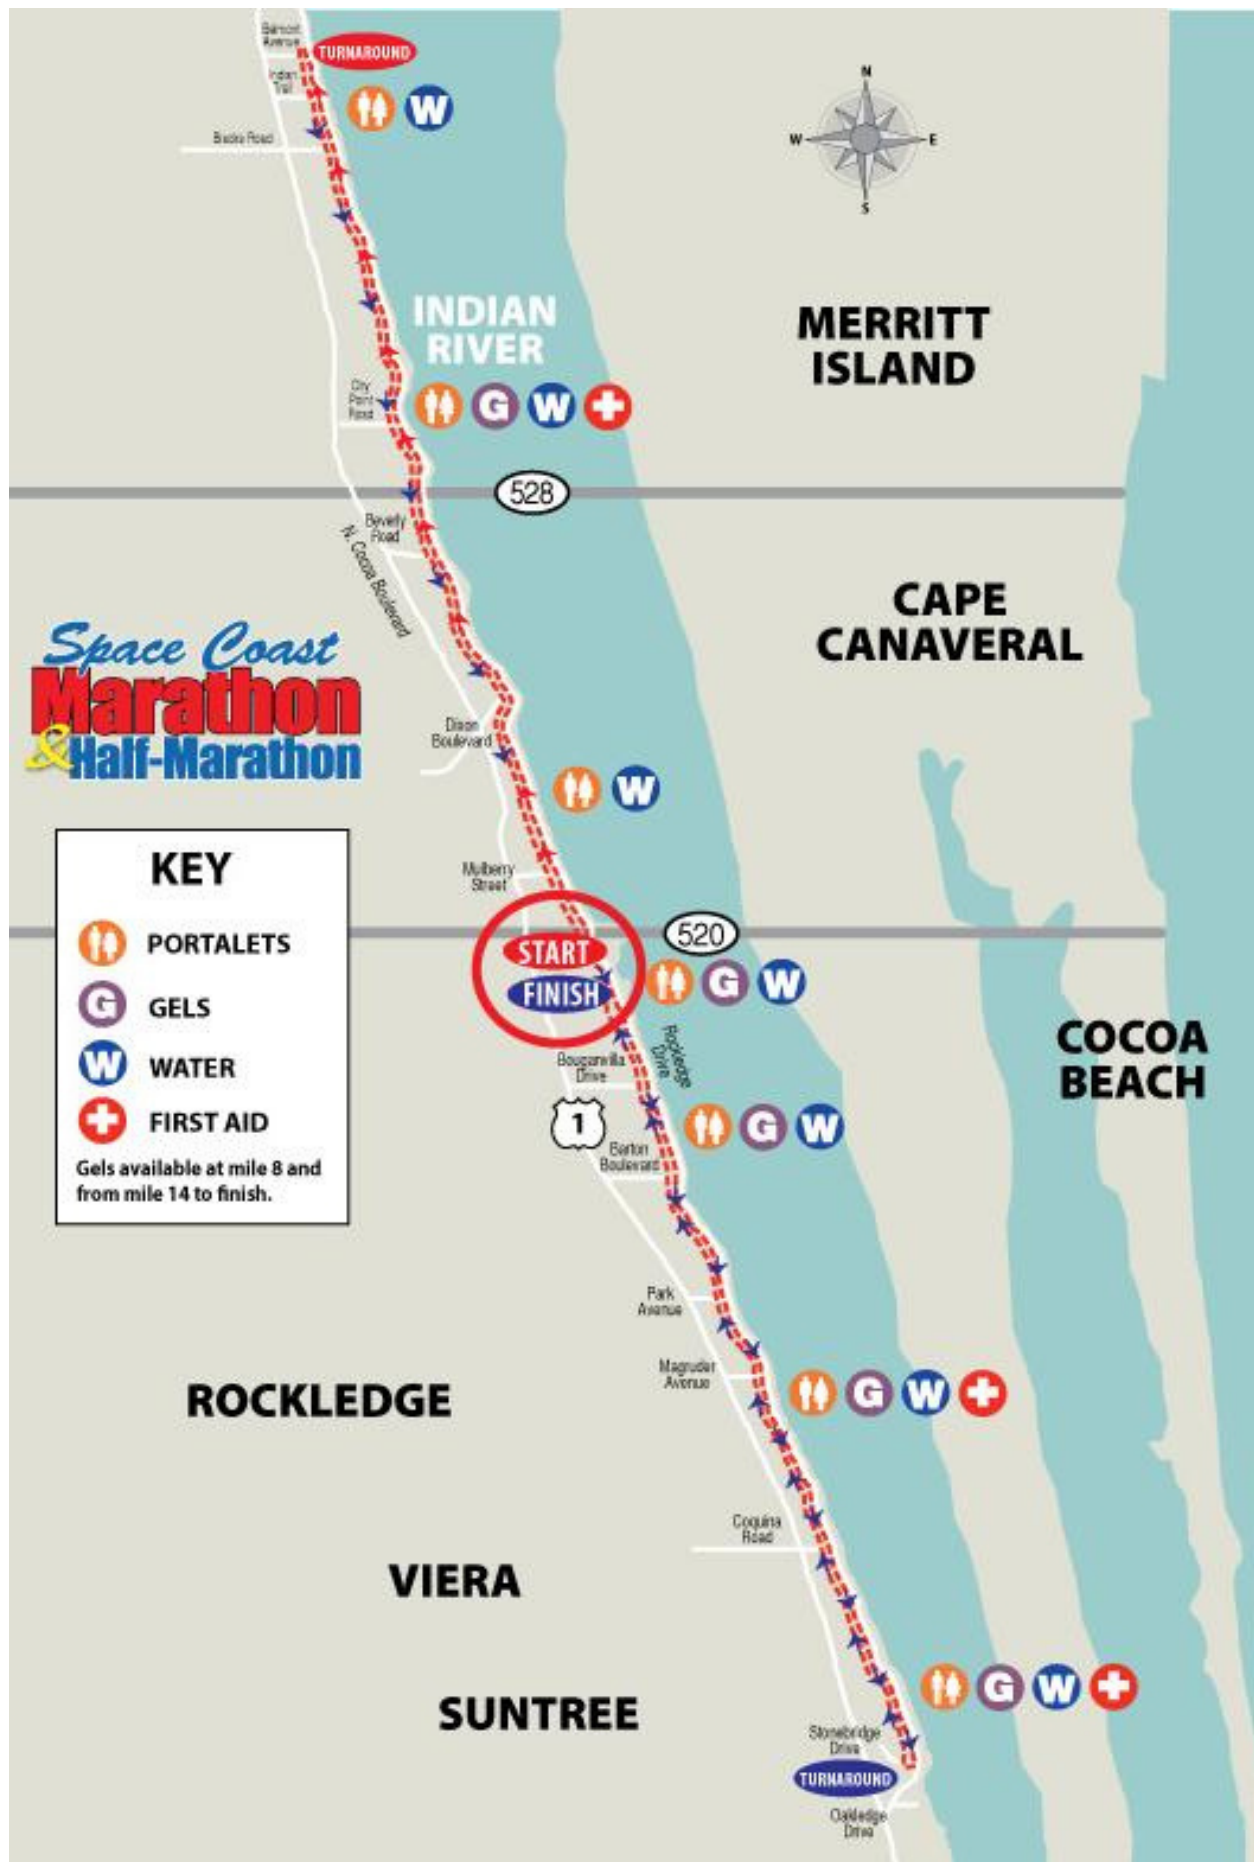 Indian
Trail
TURNAROUND
W
N
W
E
S
INDIAN
RIVER
MERRITT
ISLAND
City
Point
Road
G
W
528
Beverly
Road
N. Cocoa Boulevard
CAPE
CANAVERAL
Space Coast
Marathon
& Half-Marathon
Dixon
Boulevard
W
KEY
PORTALETS
G
GELS
W
WATER
FIRST AID
Gels available at mile 8 and
from mile 14 to finish.
Mulberry
Street
520
START
FINISH
G
W
Rockledge
Drive
COCOA
BEACH
Bouganvilla
Drive
1
G
W
Barton
Boulevard
Park
Avenue
Magruder
Avenue
G
W
ROCKLEDGE
Coquina
Road
VIERA
G
W
SUNTREE
Stonebridge
Drive
TURNAROUND
Oakledge
Drive